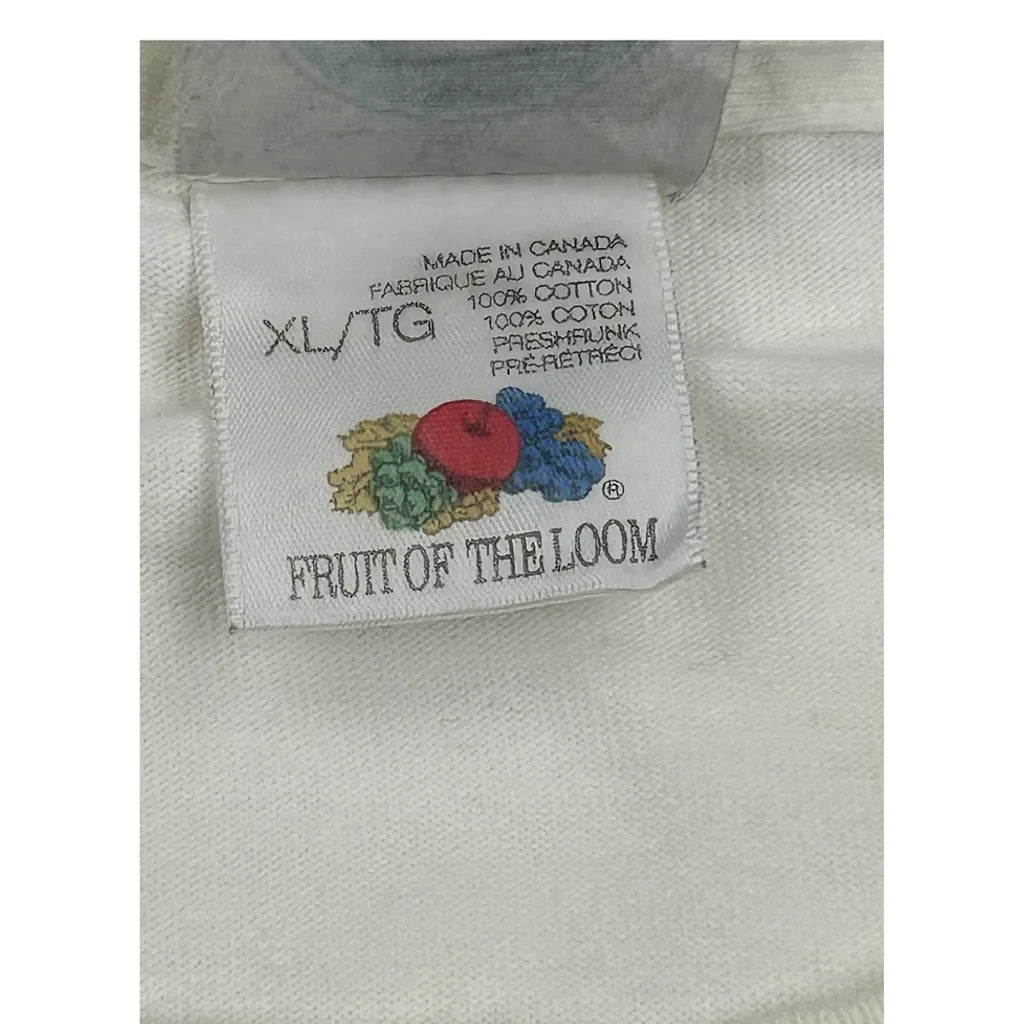 MADE IN CANADA
FABRIQUE AU CANADA
100% COTTON
100% COTON
PRESHRUNK
PRÉ-RÉTRÉCI
XL/TG
®
FRUIT OF THE LOOM